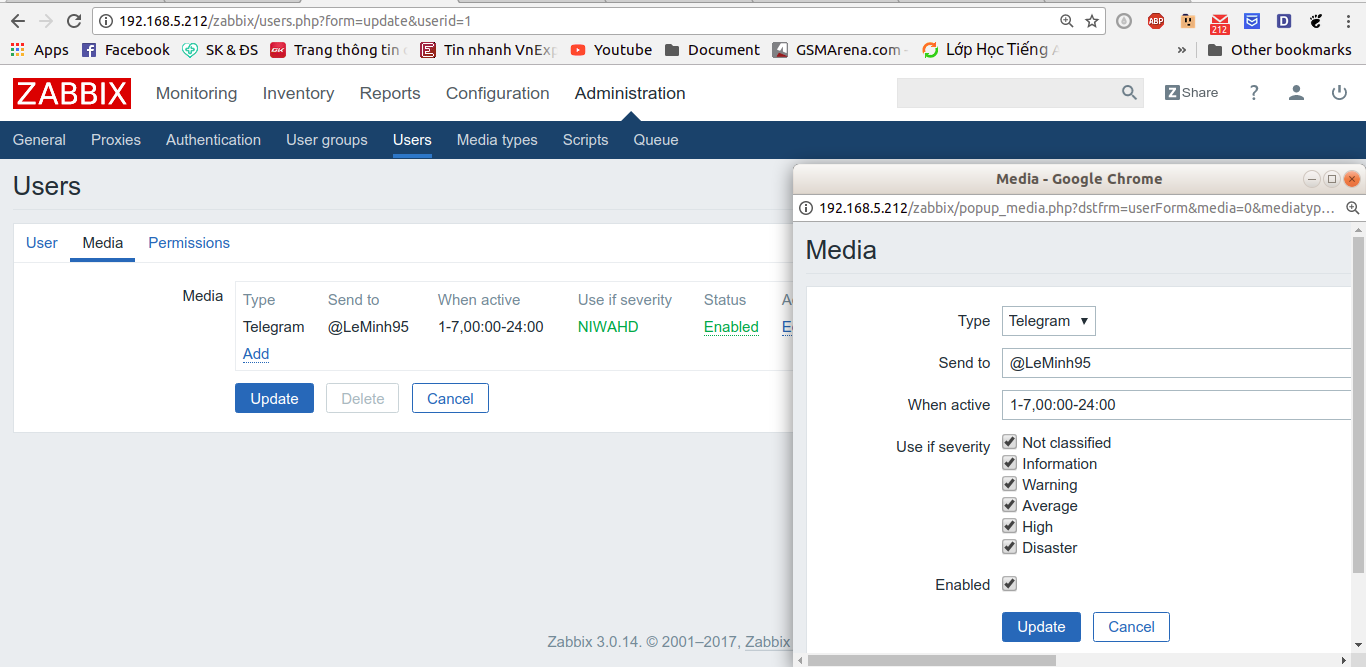 192.168.5.212/zabbix/users.php?form=update&userid=1
ABP
212
D
Apps Facebook SK & ĐS Trang thông tin Tin nhanh VnExp Youtube Document GSMArena.com - Lớp Học Tiếng A » Other bookmarks
ZABBIX Monitoring Inventory Reports Configuration Administration Z Share ?
General Proxies Authentication User groups Users Media types Scripts Queue
Users
User Media Permissions
Media Type Send to When active Use if severity Status A
Telegram @LeMinh95 1-7,00:00-24:00 NIWAHD Enabled E
Add
Update Delete Cancel
Zabbix 3.0.14. © 2001–2017, Zabbix
Media - Google Chrome
192.168.5.212/zabbix/popup_media.php?dstfrm=userForm&media=0&mediatyp...
Media
Type Telegram
Send to @LeMinh95
When active 1-7,00:00-24:00
Use if severity Not classified
Information
Warning
Average
High
Disaster
Enabled
Update Cancel